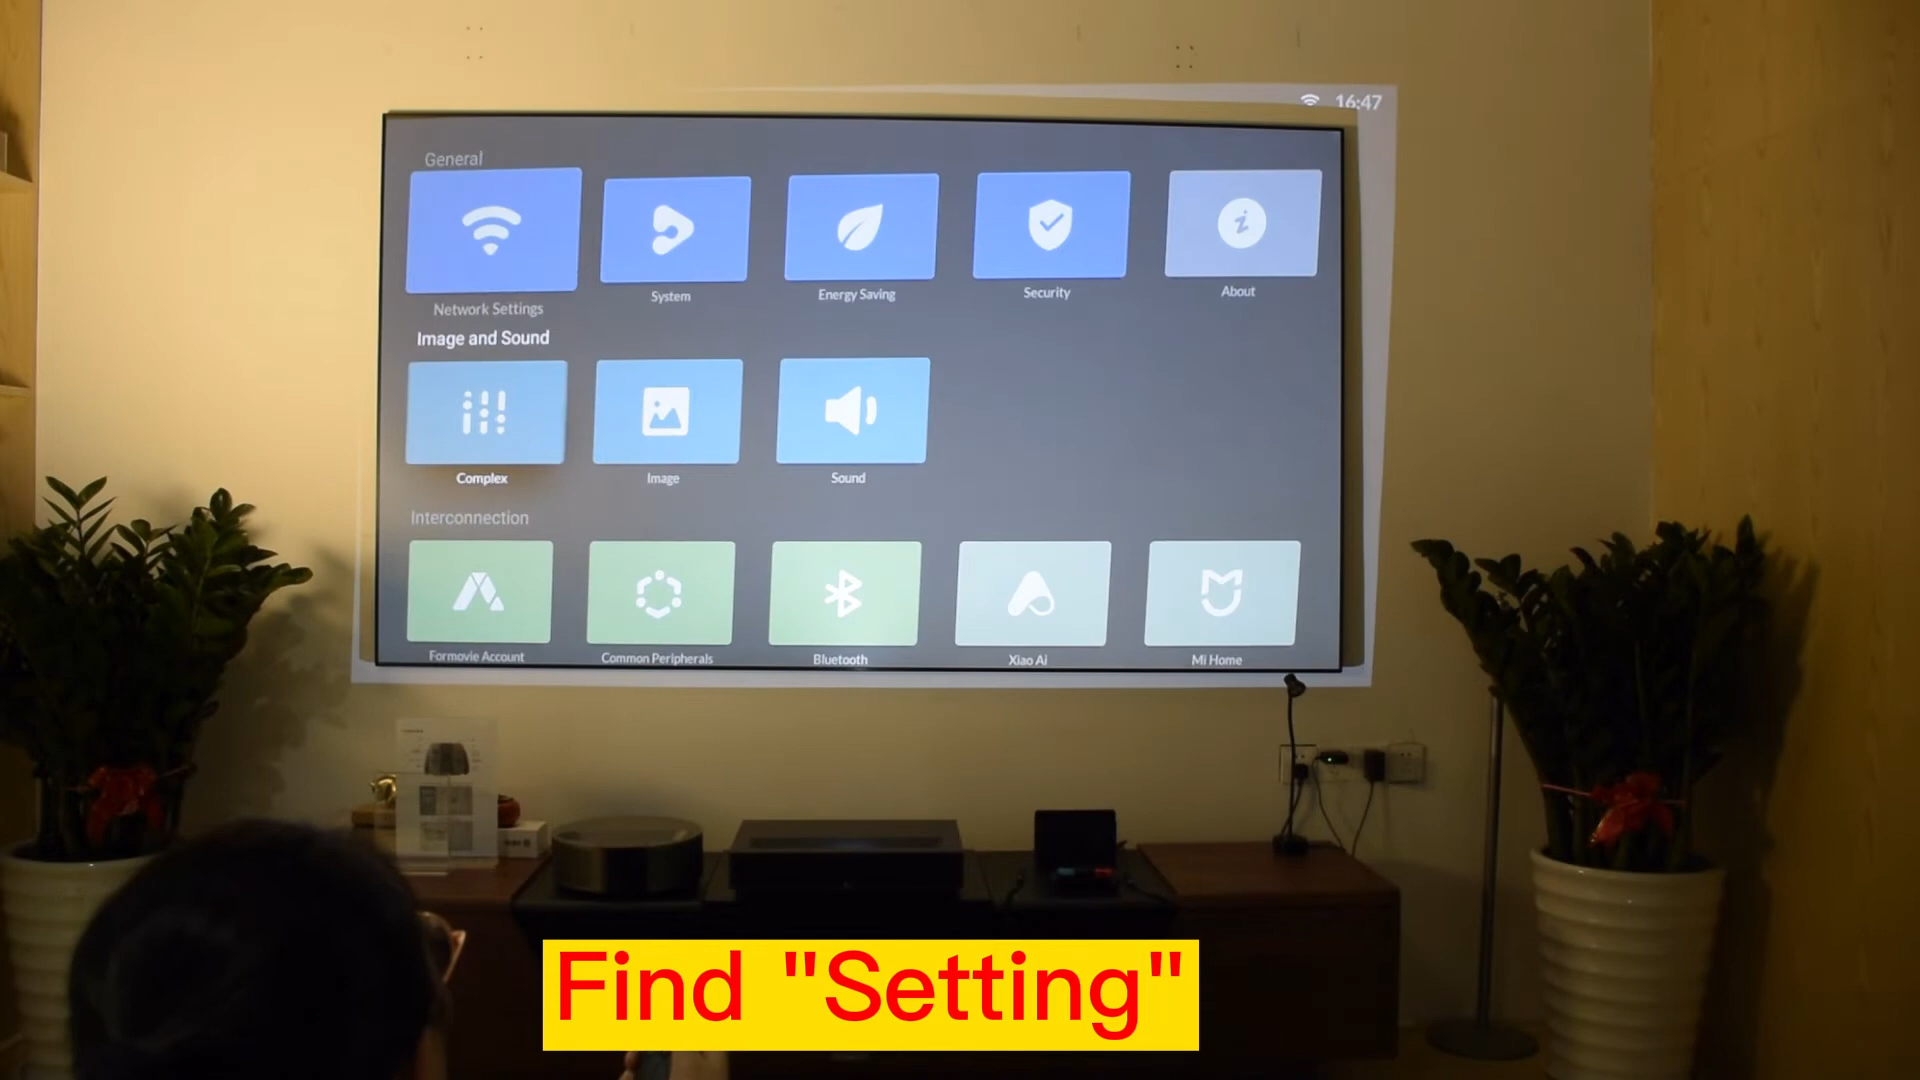 16:47
General
Network Settings
System
Energy Saving
Security
About
Image and Sound
Complex
Image
Sound
Interconnection
Formovie Account
Common Peripherals
Bluetooth
Xiao Ai
Mi Home
Find "Setting"